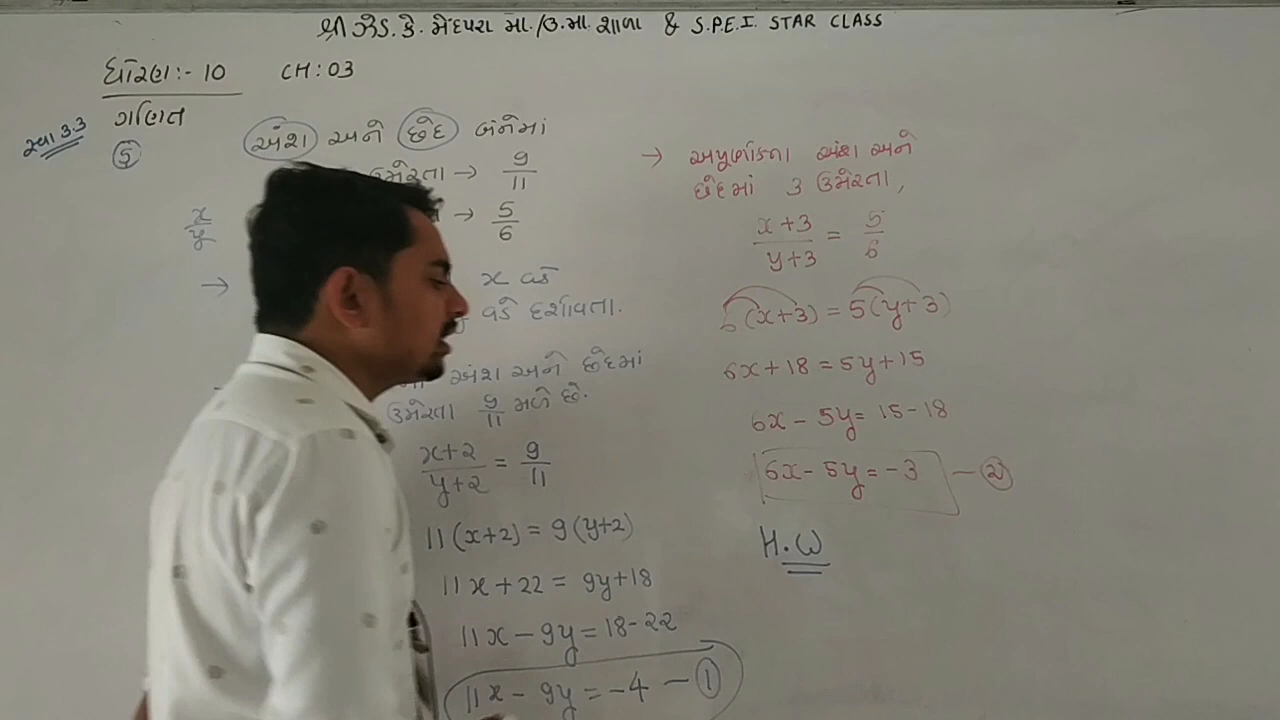 શ્રી ઝેડ. કે. મેંદપરા મા./ઉ.મા. શાળા & S.P.E.I. STAR CLASS
ધોરણ:- 10 CH: 03
ગણિત
સ્વા 3.3
5
અંશ અને છેદ બંનેમાં
ઉમેરતા → 9/11
→ 5/6
x/y
→ x વડે
y વડે દર્શાવતા.
અંશ અને છેદમાં
ઉમેરતા 9/11 મળે છે.
x+2/y+2 = 9/11
11(x+2) = 9(y+2)
11x+22 = 9y+18
11x-9y = 18-22
11x-9y = -4 — ①
→ અપૂર્ણાંકના અંશ અને
છેદમાં 3 ઉમેરતા,
x+3/y+3 = 5/6
6(x+3) = 5(y+3)
6x+18 = 5y+15
6x-5y = 15-18
6x-5y = -3 — ②
H.W